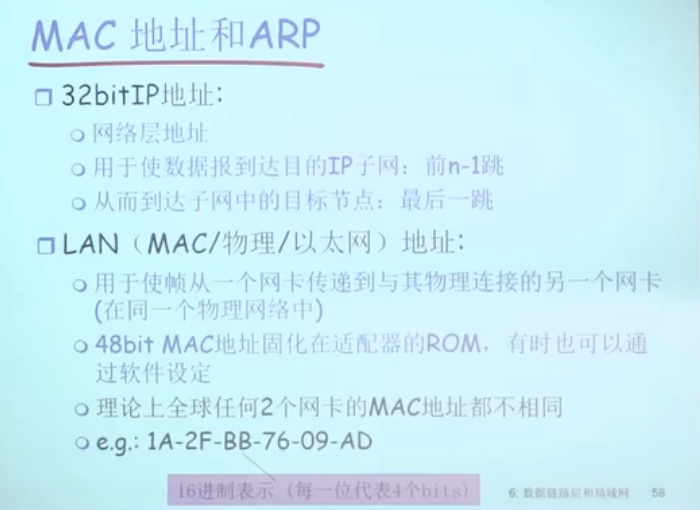 MAC 地址和ARP
32bitIP地址:
网络层地址
用于使数据报到达目的IP子网：前n-1跳
从而到达子网中的目标节点：最后一跳
LAN（MAC/物理/以太网）地址:
用于使帧从一个网卡传递到与其物理连接的另一个网卡
(在同一个物理网络中)
48bit MAC地址固化在适配器的ROM，有时也可以通
过软件设定
理论上全球任何2个网卡的MAC地址都不相同
e.g.: 1A-2F-BB-76-09-AD
16进制表示 (每一位代表4个bits)
6: 数据链路层和局域网 58